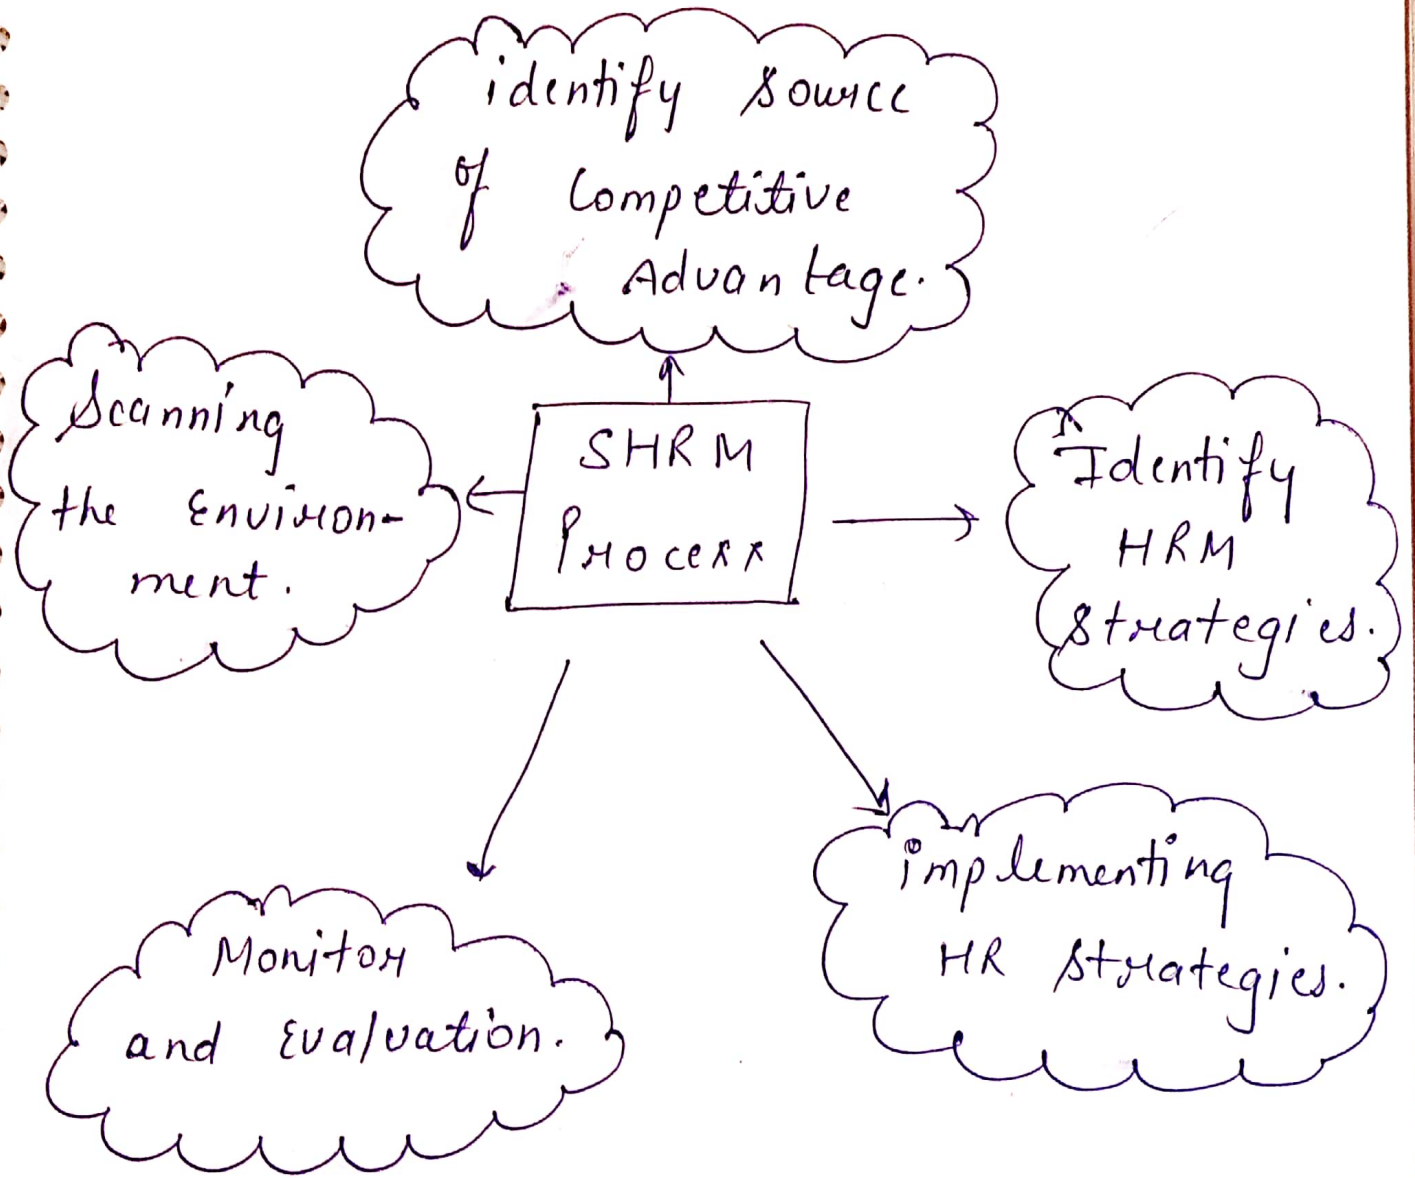 identify source
of Competitive
Advantage.
Scanning
the Environ-
ment.
SHRM
Process
Identify
HRM
strategies.
implementing
HR strategies.
Monitor
and Evaluation.